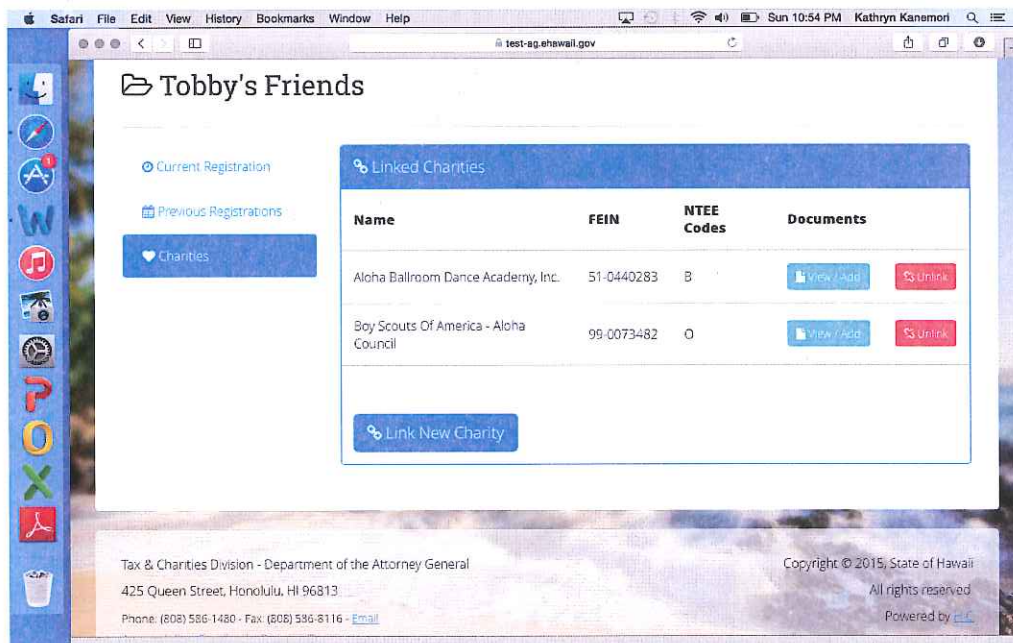 Safari File Edit View History Bookmarks Window Help Sun 10:54 PM Kathryn Kanemori
test-ag.ehawaii.gov
Tobby's Friends
Current Registration
Previous Registrations
Charities
Linked Charities
Name FEIN NTEE Codes Documents
Aloha Ballroom Dance Academy, Inc. 51-0440283 B View / Add Unlink
Boy Scouts Of America - Aloha
Council
99-0073482 O View / Add Unlink
Link New Charity
Tax & Charities Division - Department of the Attorney General
425 Queen Street, Honolulu, HI 96813
Phone: (808) 586-1480 - Fax: (808) 586-8116 - Email
Copyright © 2015, State of Hawaii
All rights reserved
Powered by HIC
1